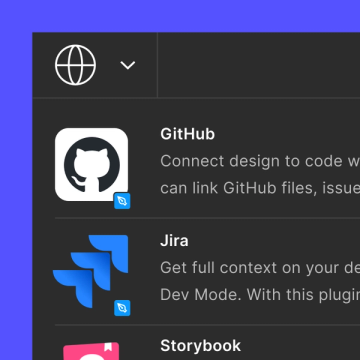 GitHub
Connect design to code w
can link GitHub files, issue
Jira
Get full context on your de
Dev Mode. With this plugin
Storybook